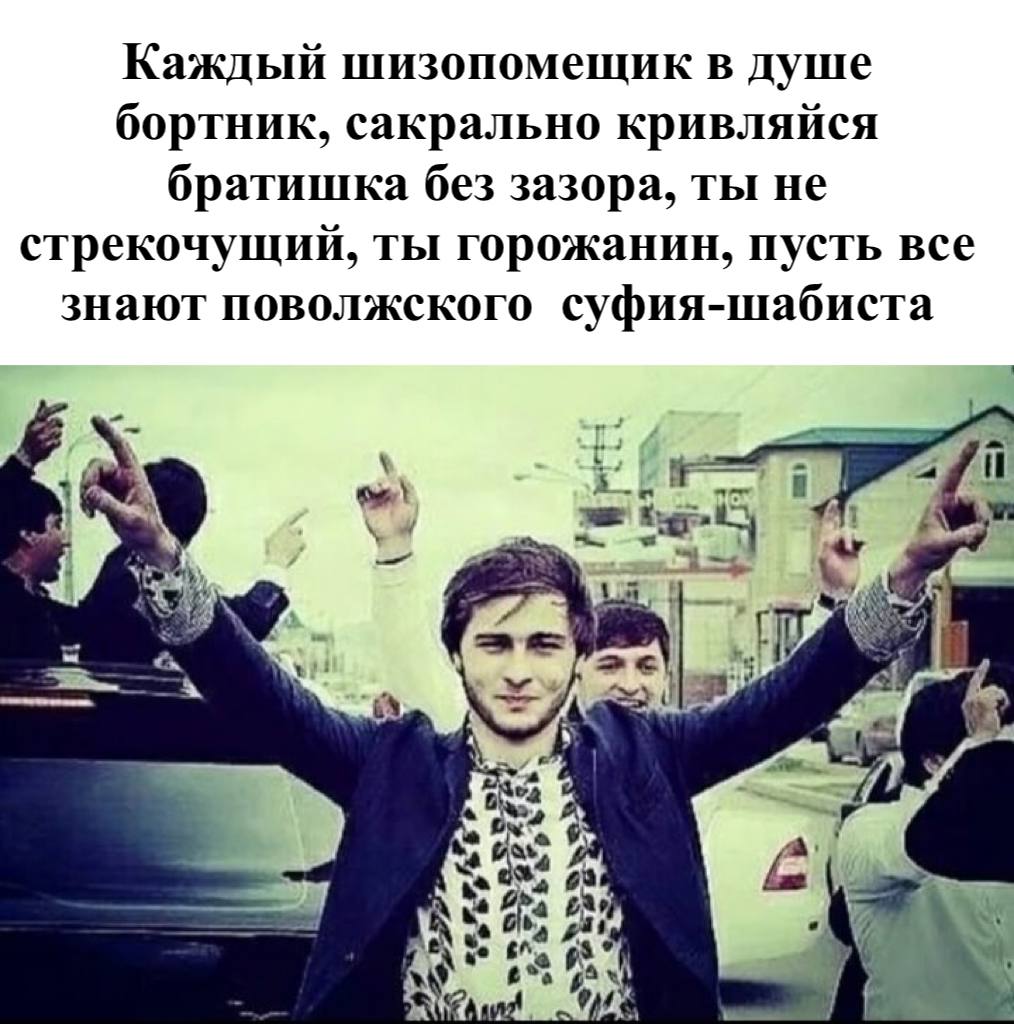 Каждый шизопомещик в душе
бортник, сакрально кривляйся
братишка без зазора, ты не
стрекочущий, ты горожанин, пусть все
знают поволжского  суфия-шабиста